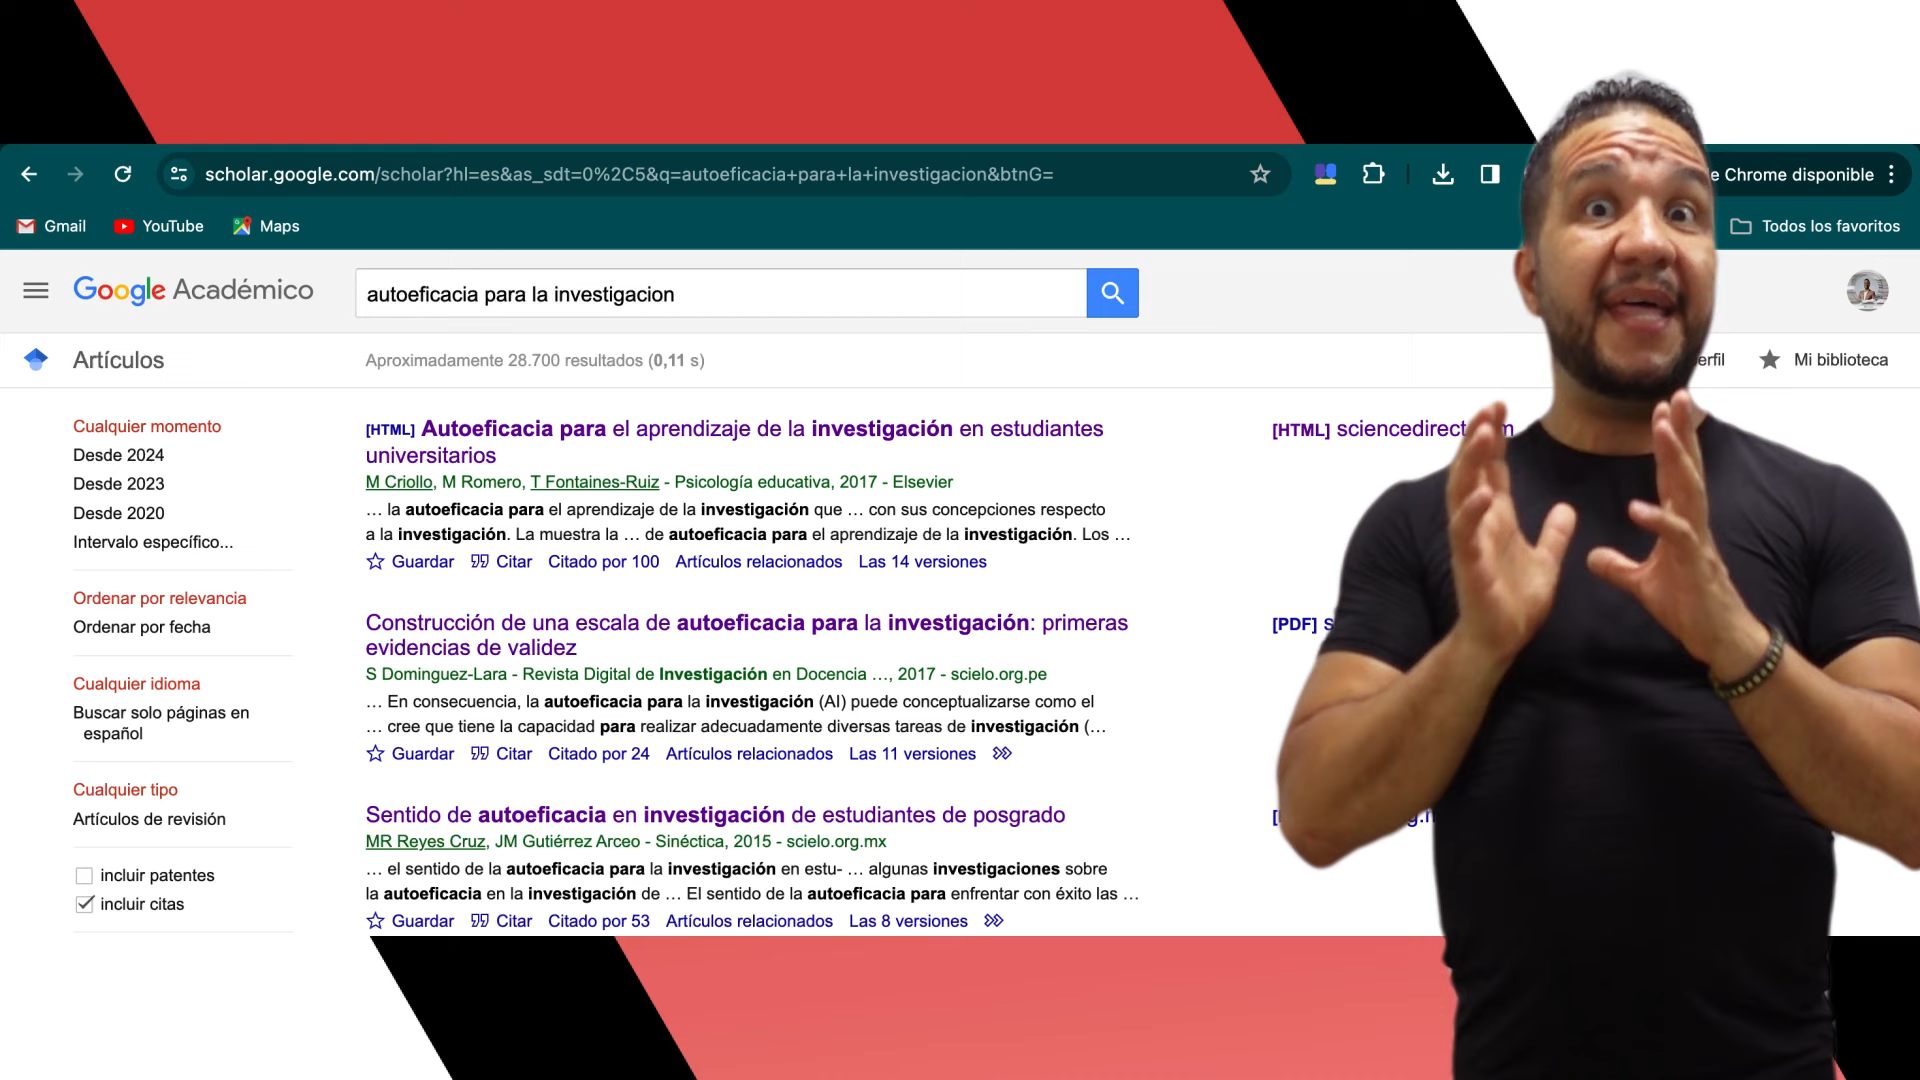 scholar.google.com/scholar?hl=es&as_sdt=0%2C5&q=autoeficacia+para+la+investigacion&btnG=
e Chrome disponible
Gmail
YouTube
Maps
Todos los favoritos
Google Académico
autoeficacia para la investigacion
Artículos
Aproximadamente 28.700 resultados (0,11 s)
Mi biblioteca
Cualquier momento
Desde 2024
Desde 2023
Desde 2020
Intervalo específico...
Ordenar por relevancia
Ordenar por fecha
Cualquier idioma
Buscar solo páginas en
español
Cualquier tipo
Artículos de revisión
incluir patentes
incluir citas
[HTML] Autoeficacia para el aprendizaje de la investigación en estudiantes
universitarios
M Criollo, M Romero, T Fontaines-Ruiz - Psicología educativa, 2017 - Elsevier
… la autoeficacia para el aprendizaje de la investigación que … con sus concepciones respecto
a la investigación. La muestra la … de autoeficacia para el aprendizaje de la investigación. Los …
Guardar Citar Citado por 100 Artículos relacionados Las 14 versiones
[HTML] sciencedirect
Construcción de una escala de autoeficacia para la investigación: primeras
evidencias de validez
S Dominguez-Lara - Revista Digital de Investigación en Docencia …, 2017 - scielo.org.pe
… En consecuencia, la autoeficacia para la investigación (AI) puede conceptualizarse como el
… cree que tiene la capacidad para realizar adecuadamente diversas tareas de investigación (…
Guardar Citar Citado por 24 Artículos relacionados Las 11 versiones
[PDF] s
Sentido de autoeficacia en investigación de estudiantes de posgrado
MR Reyes Cruz, JM Gutiérrez Arceo - Sinéctica, 2015 - scielo.org.mx
… el sentido de la autoeficacia para la investigación en estu- … algunas investigaciones sobre
la autoeficacia en la investigación de … El sentido de la autoeficacia para enfrentar con éxito las …
Guardar Citar Citado por 53 Artículos relacionados Las 8 versiones